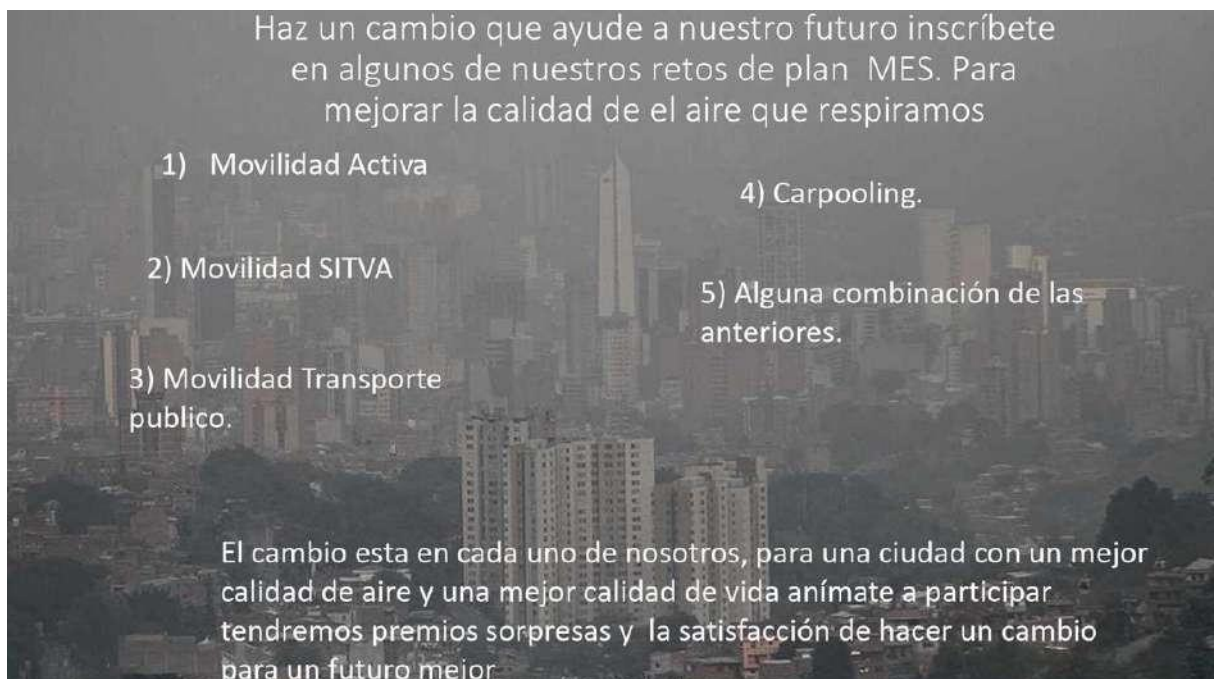 Haz un cambio que ayude a nuestro futuro inscríbete
en algunos de nuestros retos de plan MES. Para
mejorar la calidad de el aire que respiramos
1) Movilidad Activa
2) Movilidad SITVA
3) Movilidad Transporte
publico.
4) Carpooling.
5) Alguna combinación de las
anteriores.
El cambio esta en cada uno de nosotros, para una ciudad con un mejor
calidad de aire y una mejor calidad de vida anímate a participar
tendremos premios sorpresas y la satisfacción de hacer un cambio
para un futuro mejor